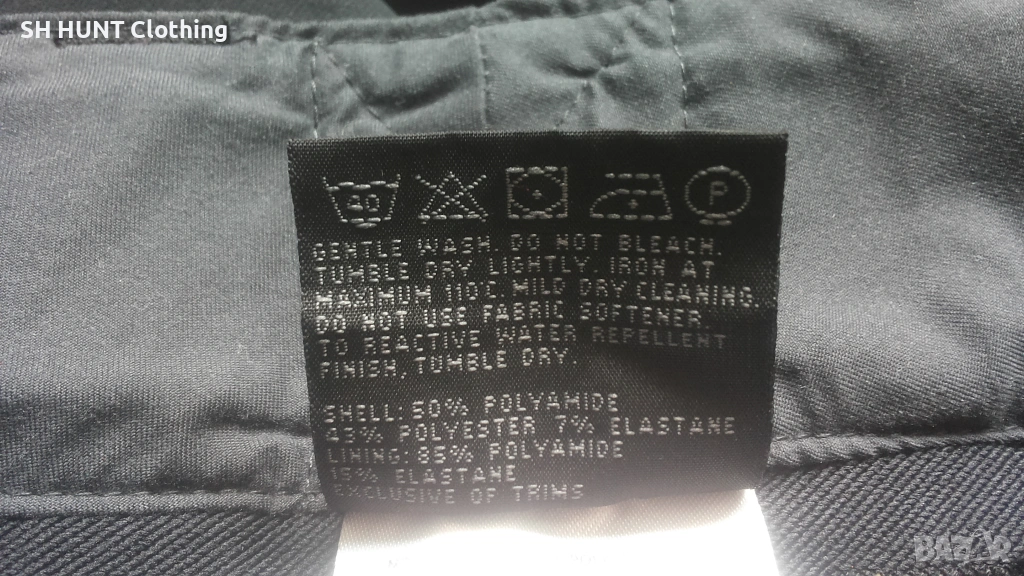 SH HUNT Clothing
40 P
GENTLE WASH. DO NOT BLEACH.
TUMBLE DRY LIGHTLY. IRON AT
MAXIMUM 110C. MILD DRY CLEANING.
DO NOT USE FABRIC SOFTENER.
TO REACTIVE WATER REPELLENT
FINISH, TUMBLE DRY.
SHELL: 50% POLYAMIDE
43% POLYESTER 7% ELASTANE
LINING: 85% POLYAMIDE
15% ELASTANE
EXCLUSIVE OF TRIMS
BAZAR